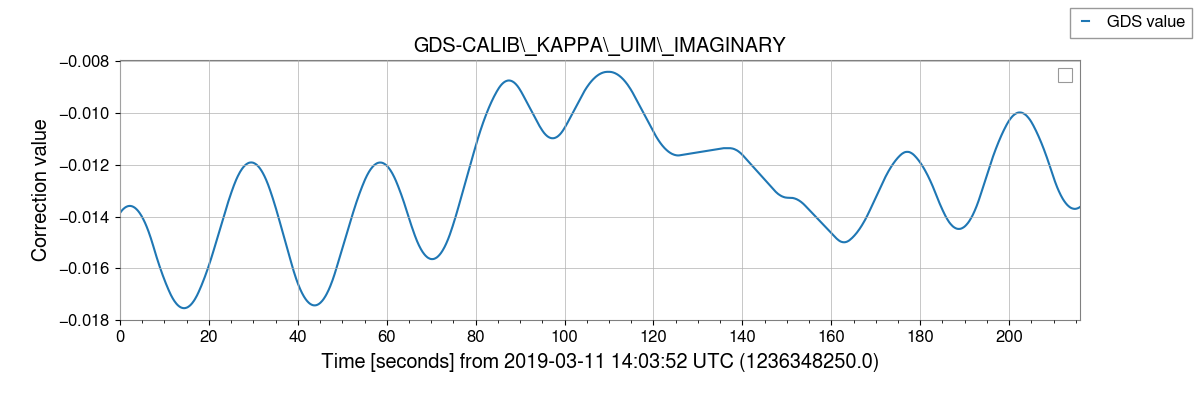 GDS value
GDS-CALIB\_KAPPA\_UIM\_IMAGINARY
−0.008
−0.010
−0.012
−0.014
−0.016
−0.018
Correction value
0 20 40 60 80 100 120 140 160 180 200
Time [seconds] from 2019-03-11 14:03:52 UTC (1236348250.0)